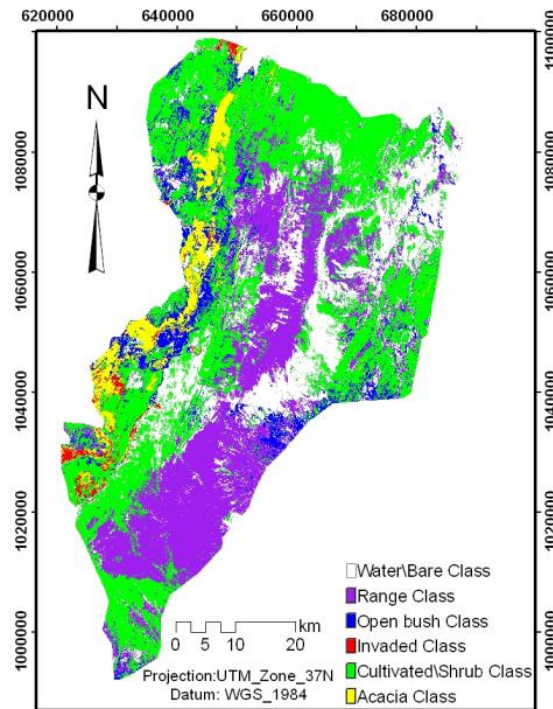 620000 640000 660000 680000
1100000
1080000 1080000
1060000 1060000
1040000 1040000
1020000 1020000
1000000 1000000
N
Water\Bare Class
Range Class
Open bush Class
Invaded Class
Cultivated\Shrub Class
Acacia Class
0 5 10 20 km
Projection:UTM_Zone_37N
Datum: WGS_1984